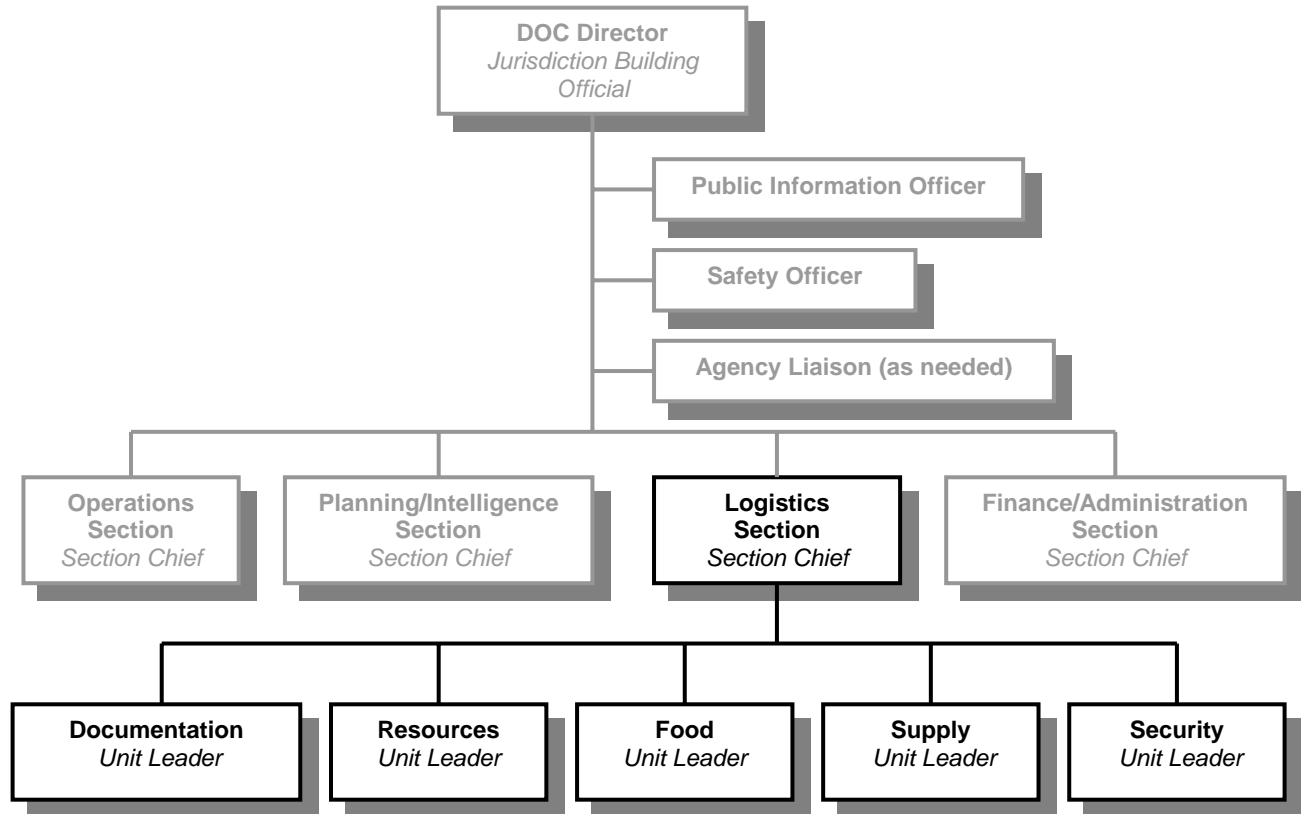 DOC Director
Jurisdiction Building
Official
Public Information Officer
Safety Officer
Agency Liaison (as needed)
Operations
Section
Section Chief
Planning/Intelligence
Section
Section Chief
Logistics
Section
Section Chief
Finance/Administration
Section
Section Chief
Documentation
Unit Leader
Resources
Unit Leader
Food
Unit Leader
Supply
Unit Leader
Security
Unit Leader